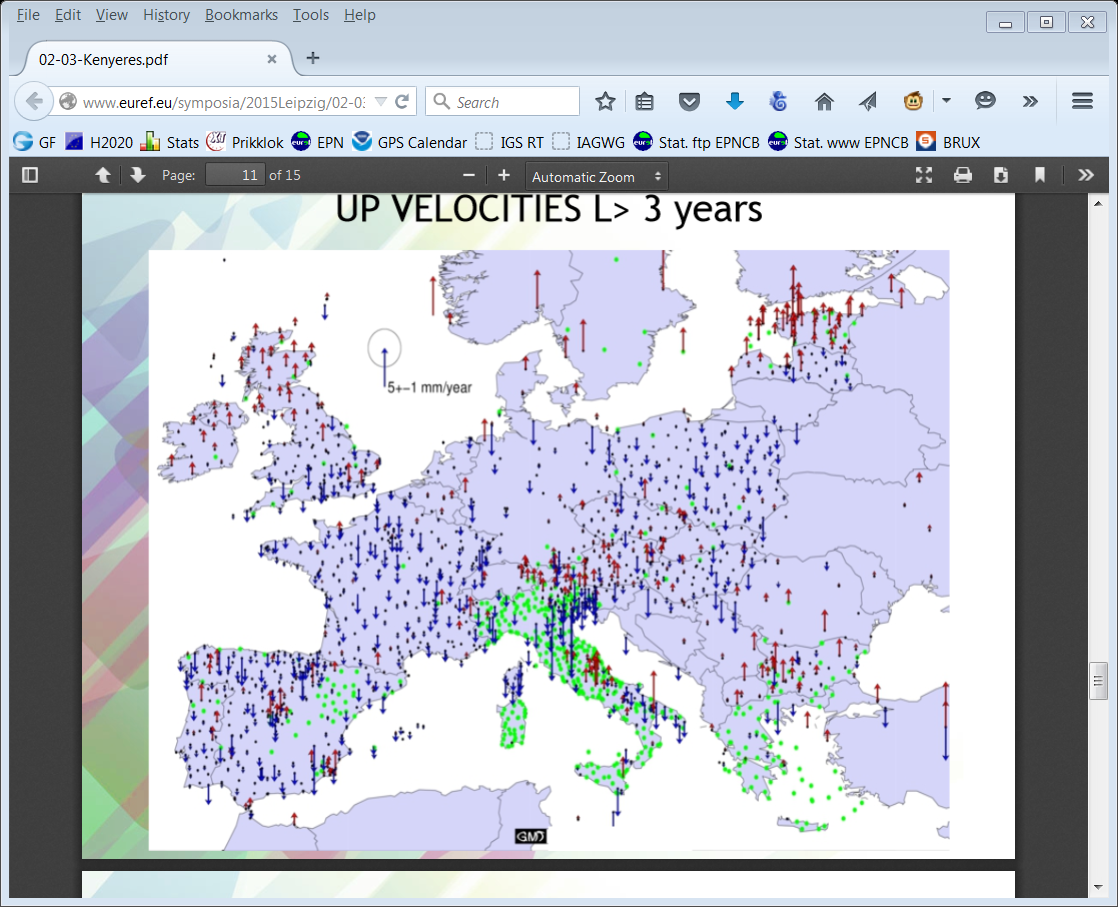 File Edit View History Bookmarks Tools Help
02-03-Kenyeres.pdf
www.euref.eu/symposia/2015Leipzig/02-0
Search
GF H2020 Stats Prikklok EPN GPS Calendar IGS RT IAGWG Stat. ftp EPNCB Stat. www EPNCB BRUX
Page: 11 of 15 Automatic Zoom
UP VELOCITIES L> 3 years
5+-1 mm/year
GMD